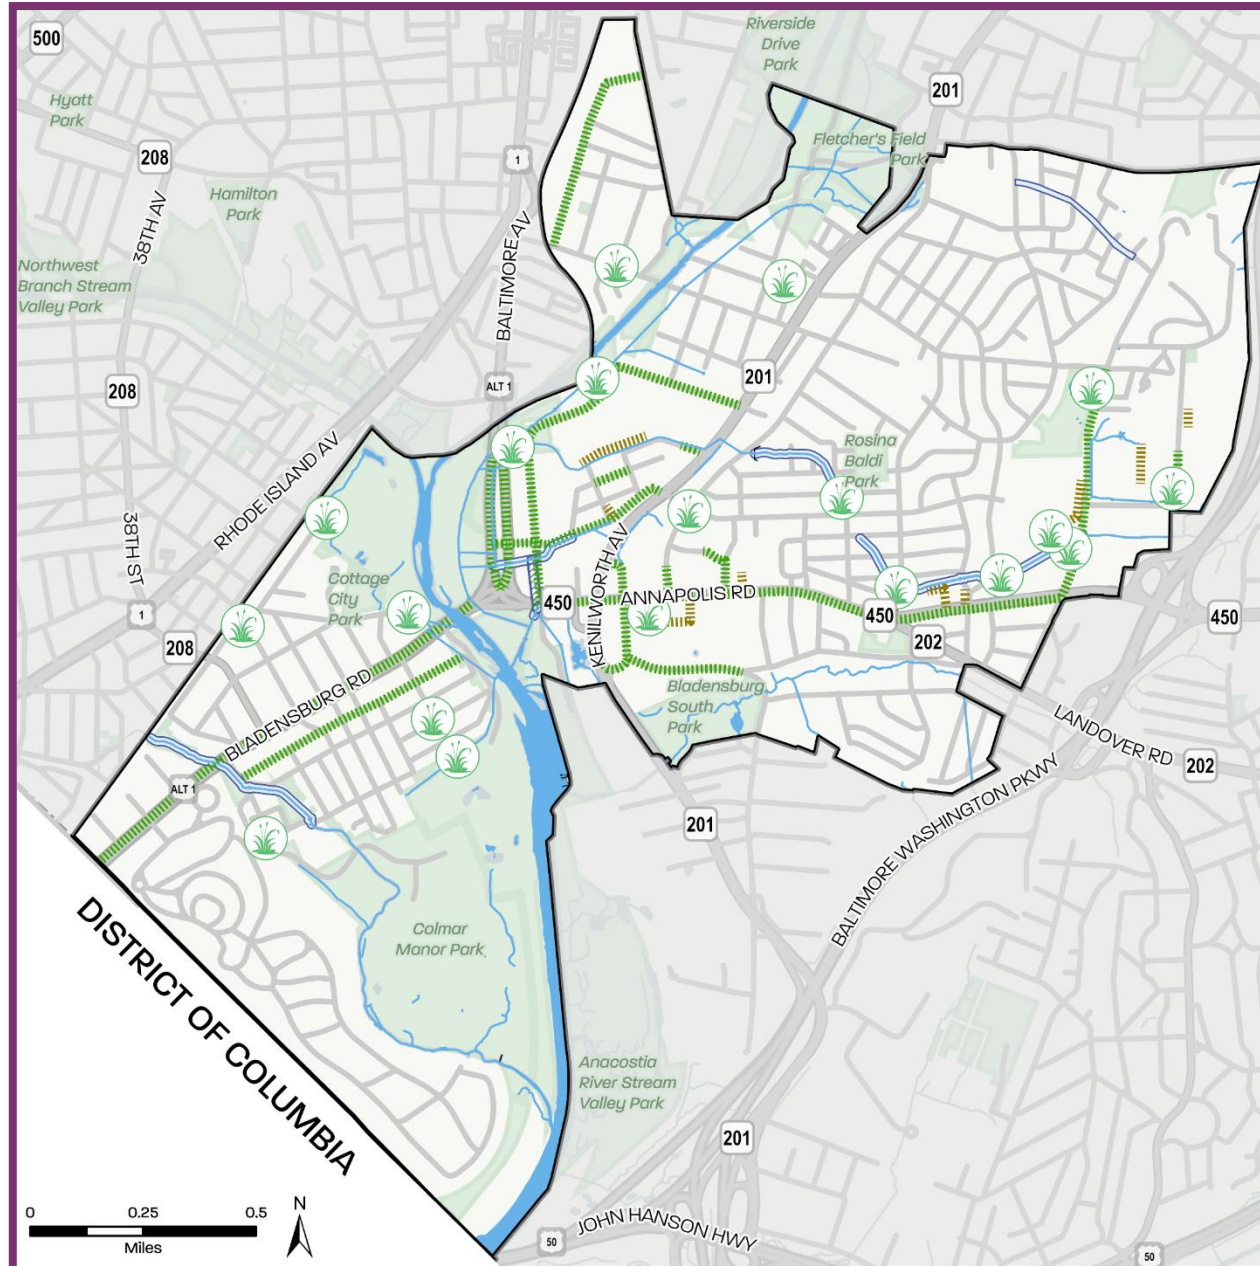 500
Hyatt
Park
208
38TH AV
Hamilton
Park
Northwest
Branch Stream
Valley Park
208
38TH ST
1
208
RHODE ISLAND AV
BALTIMORE AV
1
ALT 1
Riverside
Drive
Park
201
Fletcher's Field
Park
201
Rosina
Baldi
Park
Cottage
City
Park
450
ANNAPOLIS RD
KENILWORTH AV
450
202
450
Bladensburg
South
Park
LANDOVER RD
202
BLADENSBURG RD
ALT 1
201
BALTIMORE WASHINGTON PKWY
Colmar
Manor Park
DISTRICT OF COLUMBIA
Anacostia
River Stream
Valley Park
201
JOHN HANSON HWY
50
50
0 0.25 0.5
Miles
N